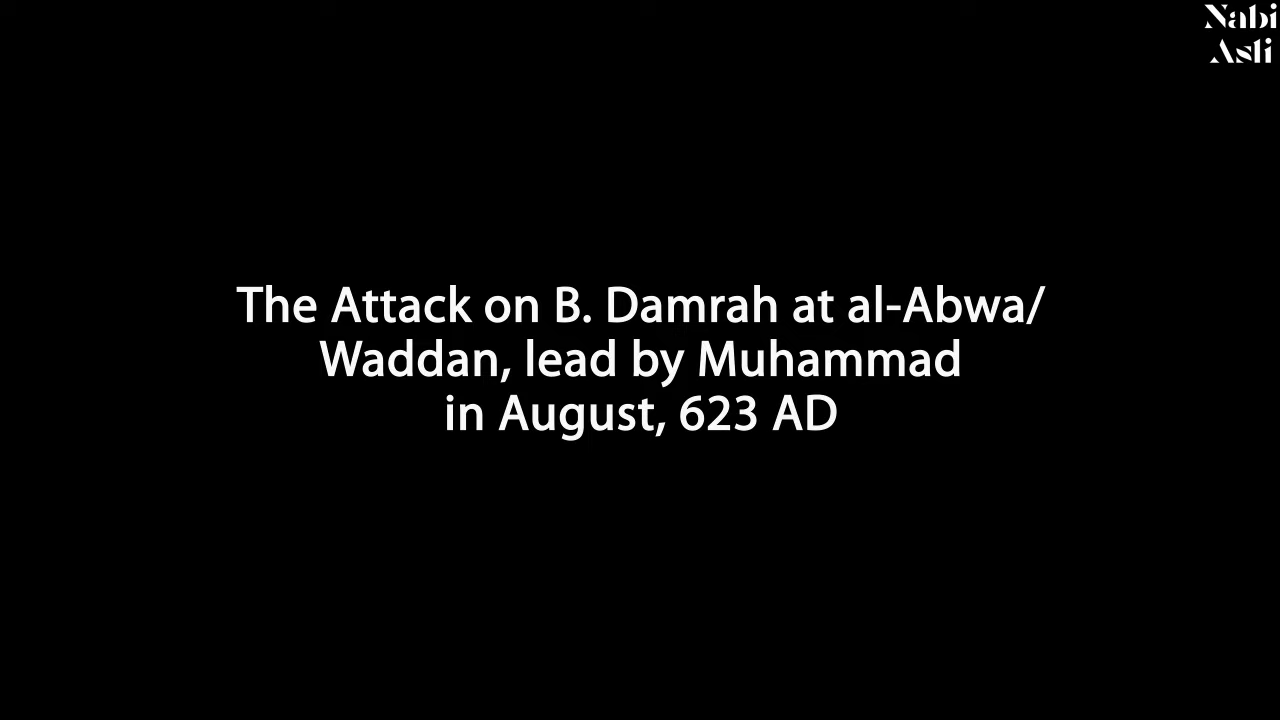 Nabi
Asli
The Attack on B. Damrah at al-Abwa/
Waddan, lead by Muhammad
in August, 623 AD